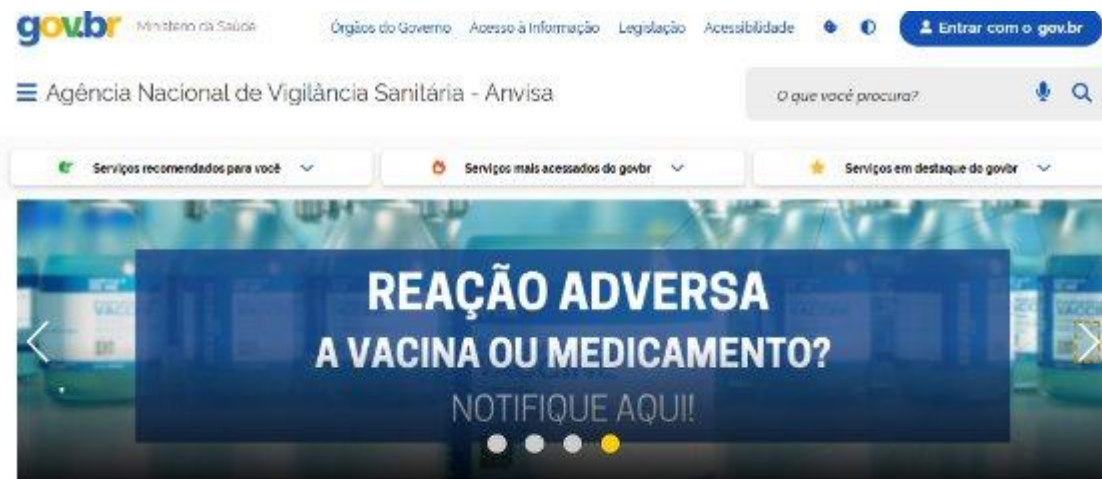 gov.br Ministério da Saúde Órgãos do Governo Acesso à Informação Legislação Acessibilidade Entrar com o gov.br
Agência Nacional de Vigilância Sanitária - Anvisa O que você procura?
Serviços recomendados para você Serviços mais acessados do govbr Serviços em destaque do govbr
REAÇÃO ADVERSA
A VACINA OU MEDICAMENTO?
NOTIFIQUE AQUI!